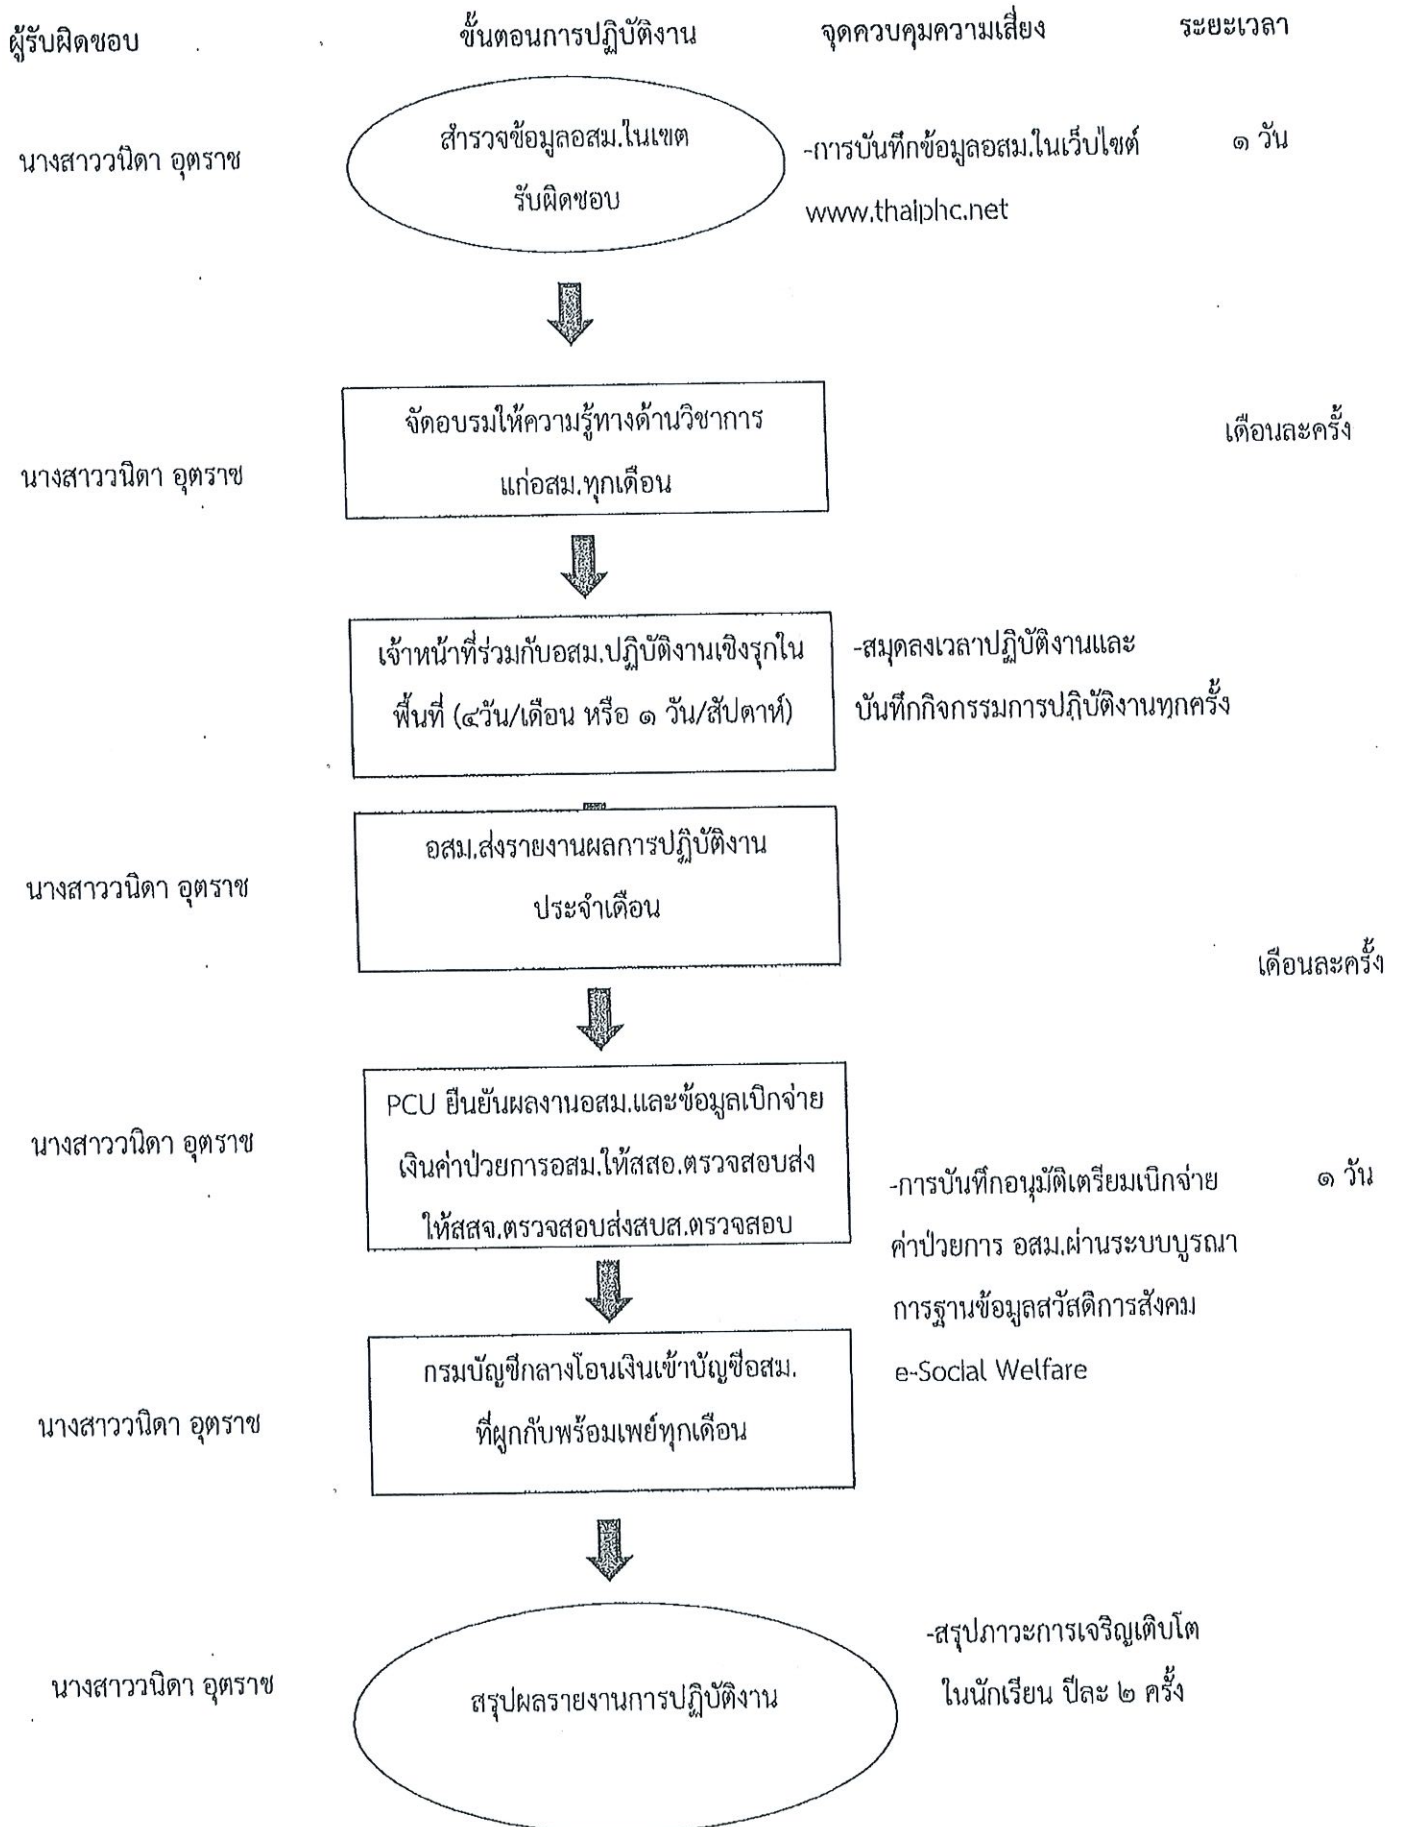 ผู้รับผิดชอบ ขั้นตอนการปฏิบัติงาน จุดควบคุมความเสี่ยง ระยะเวลา
นางสาววนิดา อุตราช
สำรวจข้อมูลอสม.ในเขต
รับผิดชอบ
-การบันทึกข้อมูลอสม.ในเว็บไซต์
www.thaiphc.net
๑ วัน
นางสาววนิดา อุตราช
จัดอบรมให้ความรู้ทางด้านวิชาการ
แก่อสม.ทุกเดือน
เดือนละครั้ง
เจ้าหน้าที่ร่วมกับอสม.ปฏิบัติงานเชิงรุกใน
พื้นที่ (๔วัน/เดือน หรือ ๑ วัน/สัปดาห์)
-สมุดลงเวลาปฏิบัติงานและ
บันทึกกิจกรรมการปฏิบัติงานทุกครั้ง
นางสาววนิดา อุตราช
อสม.ส่งรายงานผลการปฏิบัติงาน
ประจำเดือน
เดือนละครั้ง
นางสาววนิดา อุตราช
PCU ยืนยันผลงานอสม.และข้อมูลเบิกจ่าย
เงินค่าป่วยการอสม.ให้สสอ.ตรวจสอบส่ง
ให้สสจ.ตรวจสอบส่งสบส.ตรวจสอบ
-การบันทึกอนุมัติเตรียมเบิกจ่าย
ค่าป่วยการ อสม.ผ่านระบบบูรณา
การฐานข้อมูลสวัสดิการสังคม
e-Social Welfare
๑ วัน
นางสาววนิดา อุตราช
กรมบัญชีกลางโอนเงินเข้าบัญชีอสม.
ที่ผูกกับพร้อมเพย์ทุกเดือน
นางสาววนิดา อุตราช
สรุปผลรายงานการปฏิบัติงาน
-สรุปภาวะการเจริญเติบโต
ในนักเรียน ปีละ ๒ ครั้ง